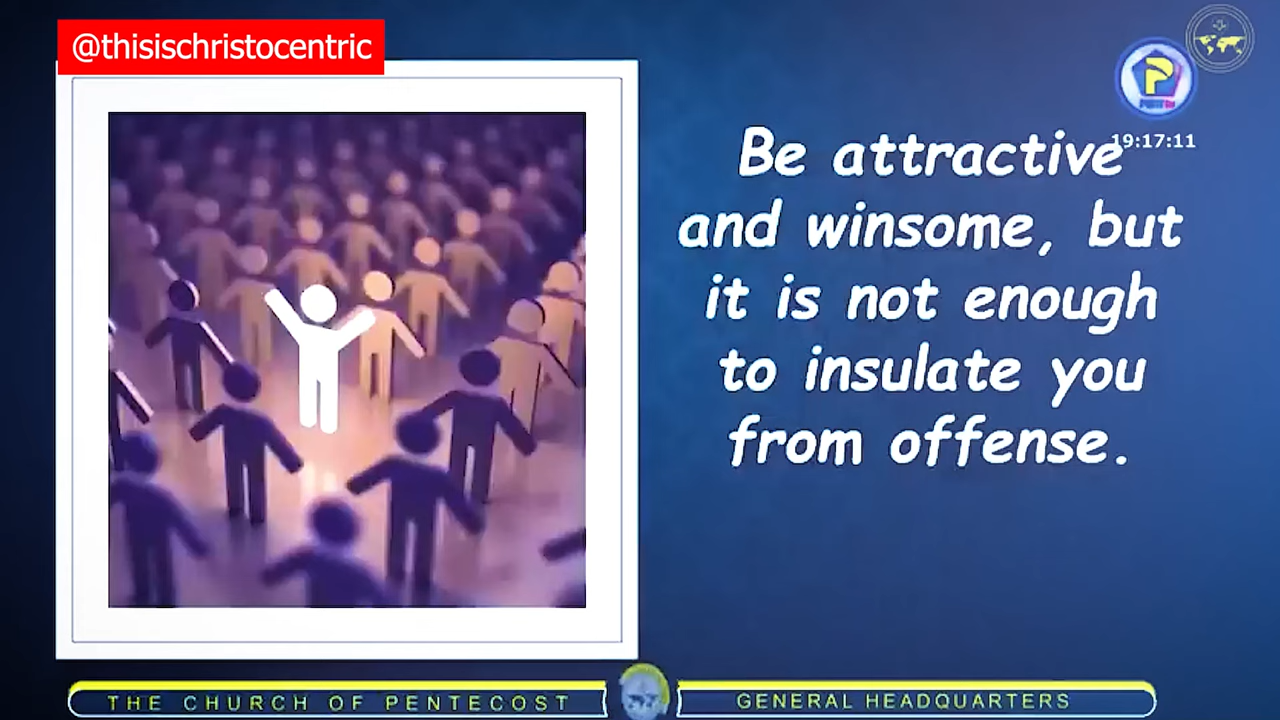 @thisischristocentric
19:17:11
Be attractive
and winsome, but
it is not enough
to insulate you
from offense.
THE CHURCH OF PENTECOST
GENERAL HEADQUARTERS